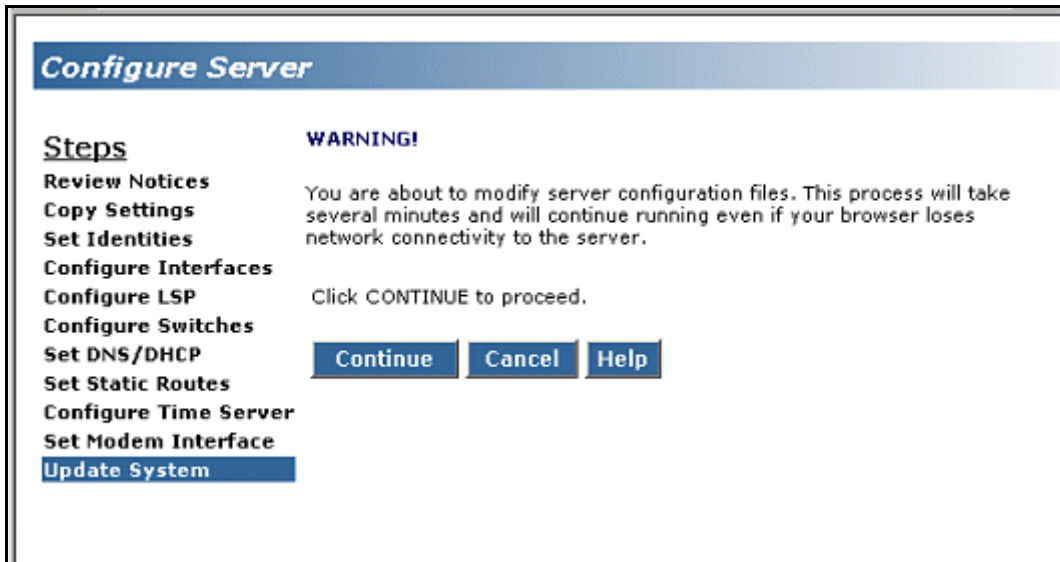 Configure Server
Steps
Review Notices
Copy Settings
Set Identities
Configure Interfaces
Configure LSP
Configure Switches
Set DNS/DHCP
Set Static Routes
Configure Time Server
Set Modem Interface
Update System
WARNING!
You are about to modify server configuration files. This process will take
several minutes and will continue running even if your browser loses
network connectivity to the server.
Click CONTINUE to proceed.
Continue Cancel Help